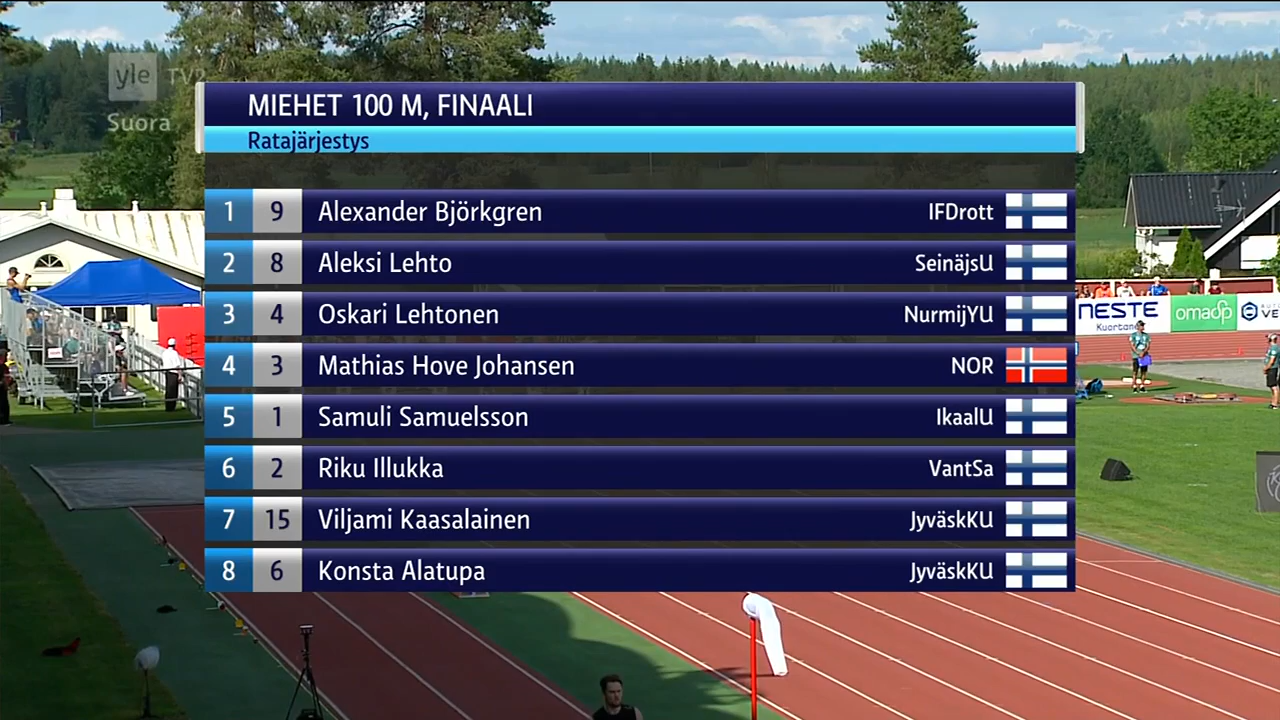 yle TV2
Suora
MIEHET 100 M, FINAALI
Ratajärjestys
1 9 Alexander Björkgren IFDrott
2 8 Aleksi Lehto SeinäjsU
3 4 Oskari Lehtonen NurmijYU
4 3 Mathias Hove Johansen NOR
5 1 Samuli Samuelsson IkaalU
6 2 Riku Illukka VantSa
7 15 Viljami Kaasalainen JyväskKU
8 6 Konsta Alatupa JyväskKU
NESTE
Kuortane
omasp